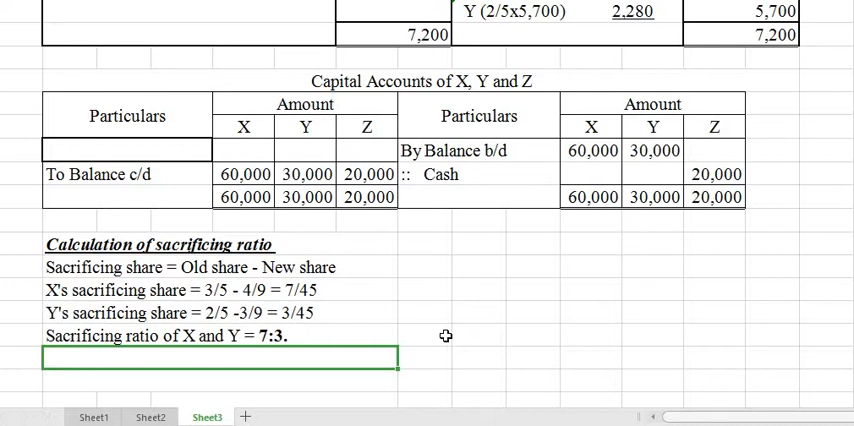 Y (2/5x5,700) 2,280 5,700
7,200 7,200
Capital Accounts of X, Y and Z
Particulars Amount Particulars Amount
X Y Z X Y Z
By Balance b/d 60,000 30,000
To Balance c/d 60,000 30,000 20,000 :: Cash 20,000
60,000 30,000 20,000 60,000 30,000 20,000
Calculation of sacrificing ratio
Sacrificing share = Old share - New share
X's sacrificing share = 3/5 - 4/9 = 7/45
Y's sacrificing share = 2/5 -3/9 = 3/45
Sacrificing ratio of X and Y = 7:3.
Sheet1 Sheet2 Sheet3